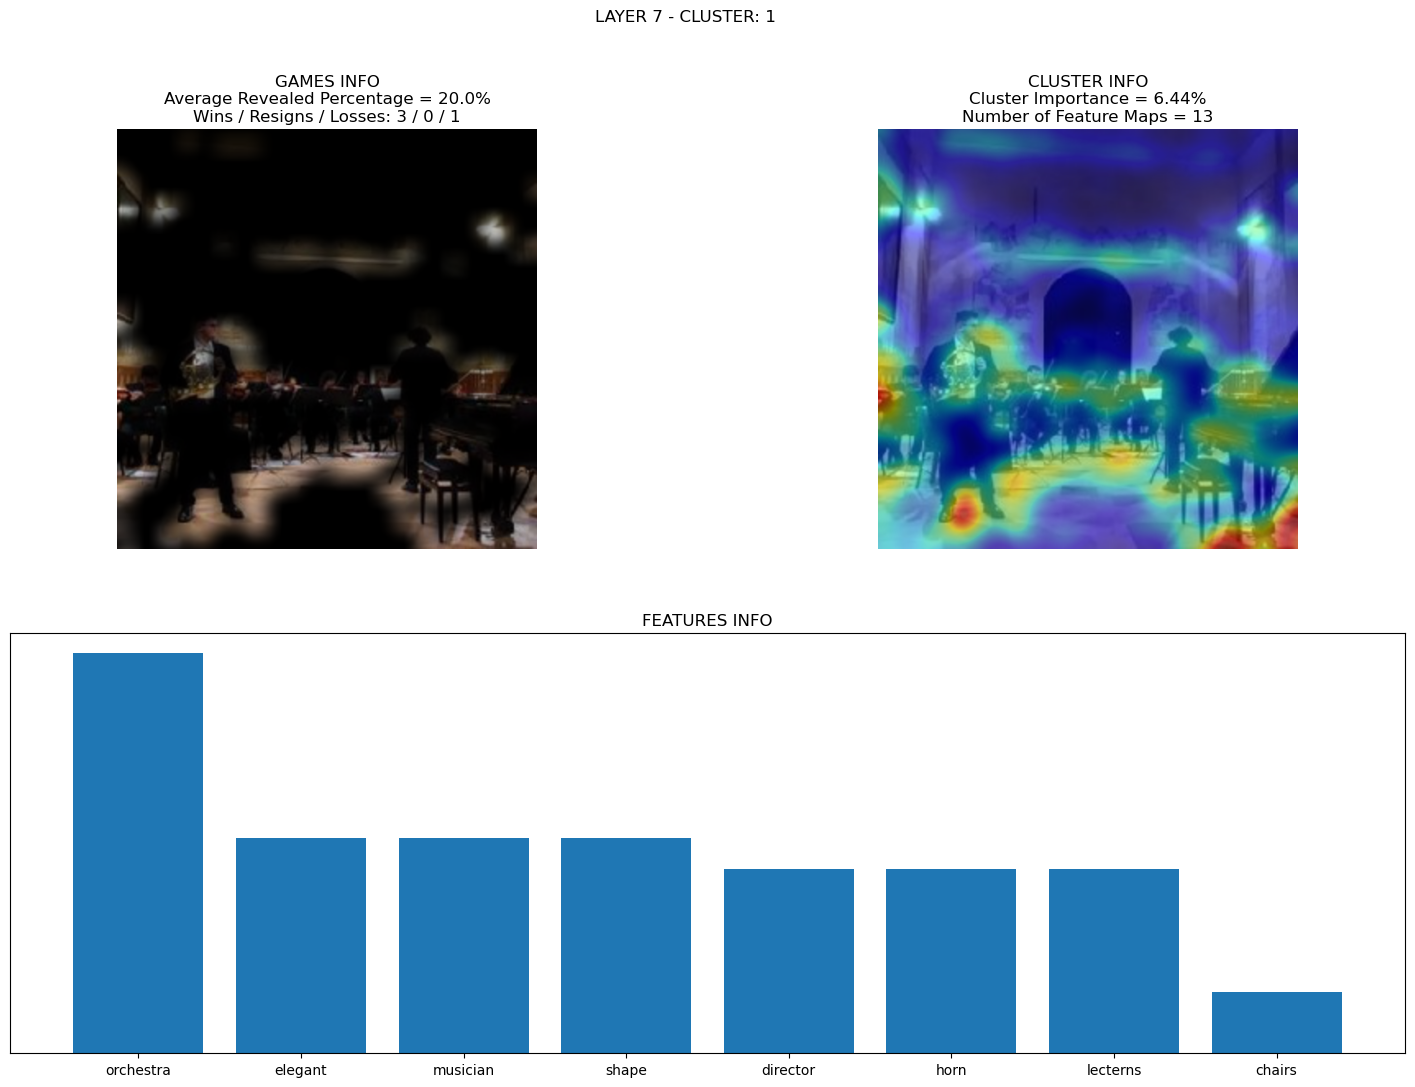 LAYER 7 - CLUSTER: 1
GAMES INFO
Average Revealed Percentage = 20.0%
Wins / Resigns / Losses: 3 / 0 / 1
CLUSTER INFO
Cluster Importance = 6.44%
Number of Feature Maps = 13
FEATURES INFO
orchestra elegant musician shape director horn lecterns chairs